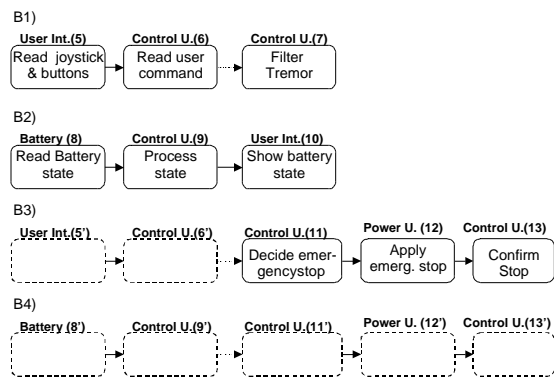 B1)
User Int.(5) Control U.(6) Control U.(7)
Read joystick Read user Filter
& buttons command Tremor
B2)
Battery (8) Control U.(9) User Int.(10)
Read Battery Process Show battery
state state state
B3)
User Int.(5') Control U.(6') Control U.(11) Power U. (12) Control U.(13)
Decide emer- Apply Confirm
gencystop emerg. stop Stop
B4)
Battery (8') Control U.(9') Control U.(11') Power U. (12') Control U.(13')